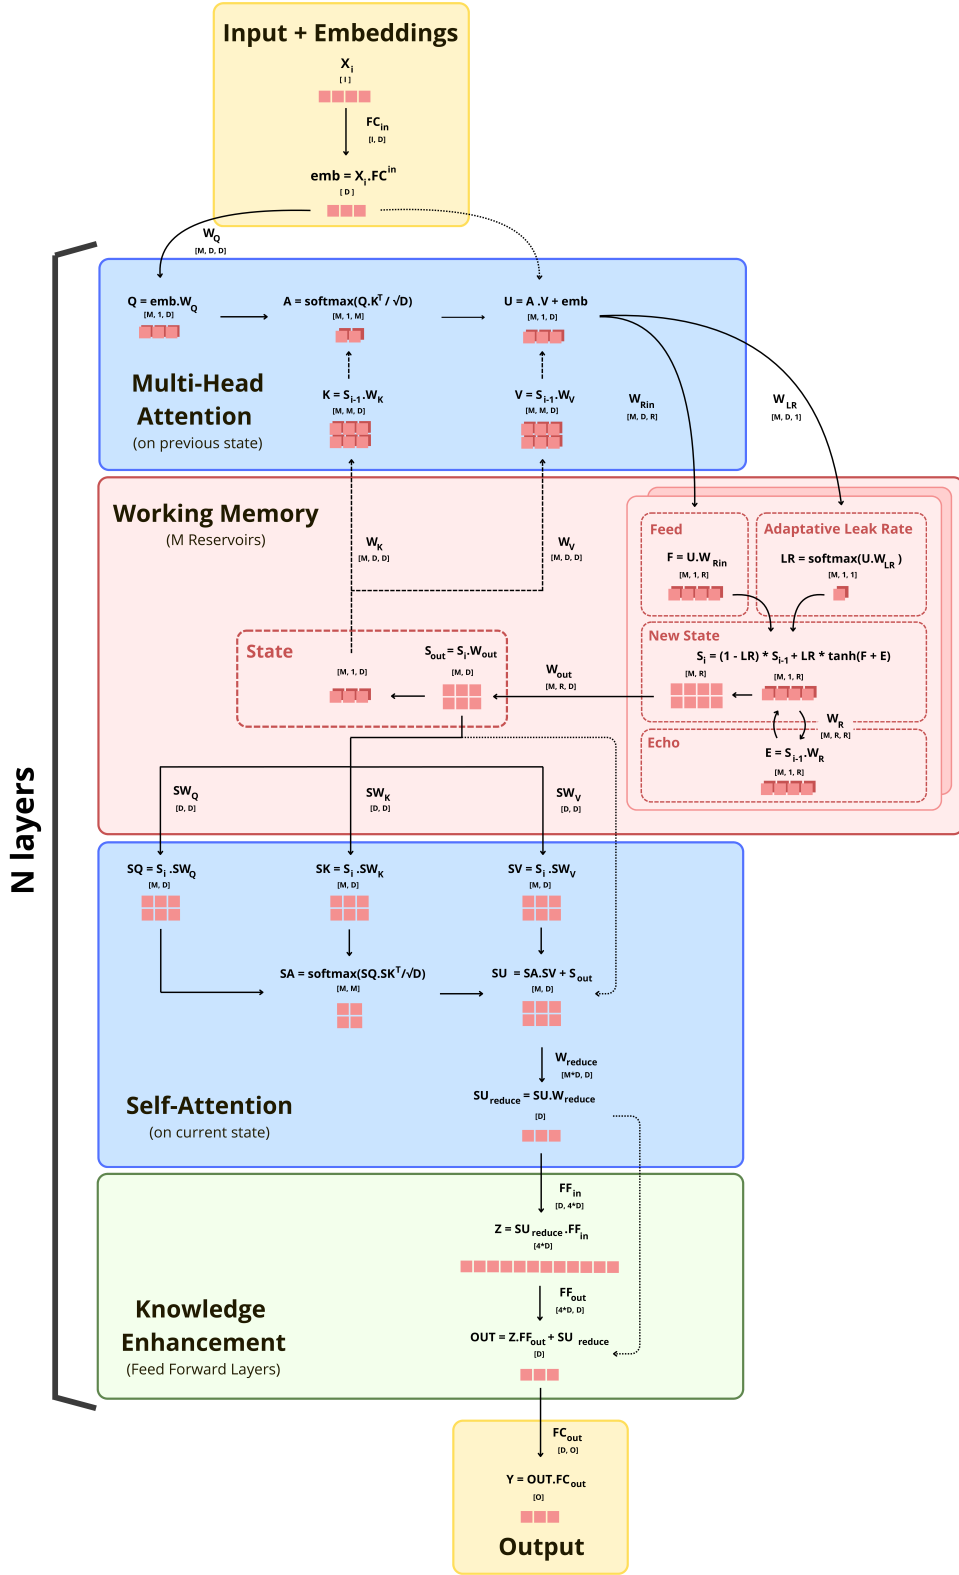 Input + Embeddings
Xi
[ I ]
FCin
[I, D]
emb = Xi.FCin
[ D ]
WQ
[M, D, D]
Q = emb.WQ
[M, 1, D]
A = softmax(Q.KT / √D)
[M, 1, M]
U = A .V + emb
[M, 1, D]
Multi-Head
Attention
(on previous state)
K = Si-1.WK
[M, M, D]
V = Si-1.WV
[M, M, D]
WRin
[M, D, R]
WLR
[M, D, 1]
Working Memory
(M Reservoirs)
WK
[M, D, D]
WV
[M, D, D]
Feed
F = U.WRin
[M, 1, R]
Adaptative Leak Rate
LR = softmax(U.WLR )
[M, 1, 1]
New State
Si = (1 - LR) * Si-1 + LR * tanh(F + E)
[M, R]
[M, 1, R]
WR
[M, R, R]
Echo
E = Si-1.WR
[M, 1, R]
State
Sout = Si.Wout
[M, 1, D]
[M, D]
Wout
[M, R, D]
N layers
SWQ
[D, D]
SWK
[D, D]
SWV
[D, D]
SQ = Si .SWQ
[M, D]
SK = Si .SWK
[M, D]
SV = Si .SWV
[M, D]
SA = softmax(SQ.SKT/√D)
[M, M]
SU = SA.SV + Sout
[M, D]
Wreduce
[M*D, D]
SUreduce = SU.Wreduce
[D]
Self-Attention
(on current state)
FFin
[D, 4*D]
Z = SUreduce.FFin
[4*D]
FFout
[4*D, D]
OUT = Z.FFout + SU reduce
[D]
Knowledge
Enhancement
(Feed Forward Layers)
FCout
[D, O]
Y = OUT.FCout
[O]
Output